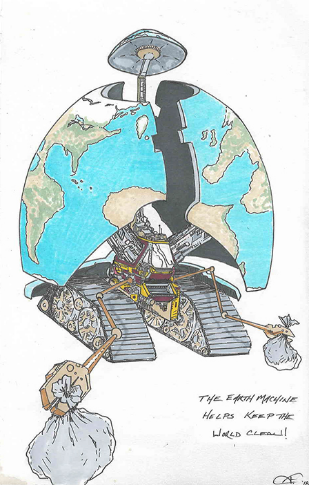 THE EARTH MACHINE
HELPS KEEP THE
WORLD CLEAN!